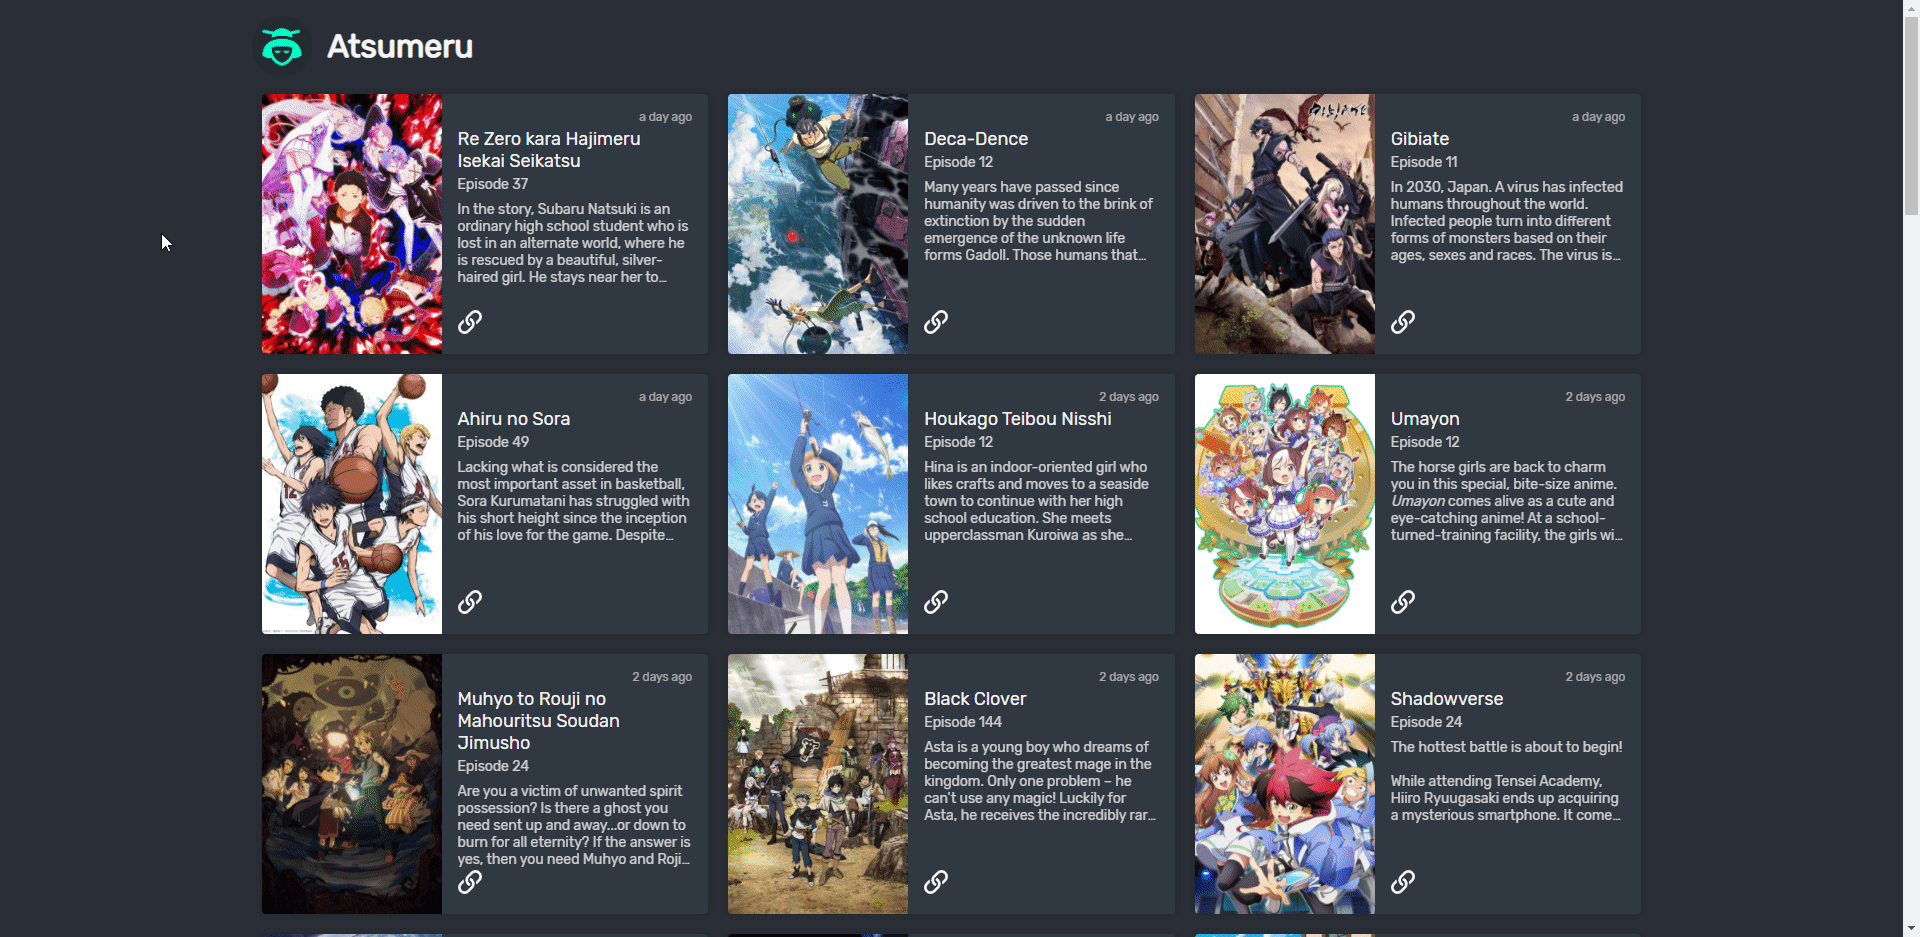 Atsumeru
a day ago
Re Zero kara Hajimeru
Isekai Seikatsu
Episode 37
In the story, Subaru Natsuki is an
ordinary high school student who is
lost in an alternate world, where he
is rescued by a beautiful, silver-
haired girl. He stays near her to...
a day ago
Deca-Dence
Episode 12
Many years have passed since
humanity was driven to the brink of
extinction by the sudden
emergence of the unknown life
forms Gadoll. Those humans that...
a day ago
Gibiate
Episode 11
In 2030, Japan. A virus has infected
humans throughout the world.
Infected people turn into different
forms of monsters based on their
ages, sexes and races. The virus is...
a day ago
Ahiru no Sora
Episode 49
Lacking what is considered the
most important asset in basketball,
Sora Kurumatani has struggled with
his short height since the inception
of his love for the game. Despite...
2 days ago
Houkago Teibou Nisshi
Episode 12
Hina is an indoor-oriented girl who
likes crafts and moves to a seaside
town to continue with her high
school education. She meets
upperclassman Kuroiwa as she...
2 days ago
Umayon
Episode 12
The horse girls are back to charm
you in this special, bite-size anime.
Umayon comes alive as a cute and
eye-catching anime! At a school-
turned-training facility, the girls wi...
2 days ago
Muhyo to Rouji no
Mahouritsu Soudan
Jimusho
Episode 24
Are you a victim of unwanted spirit
possession? Is there a ghost you
need sent up and away...or down to
burn for all eternity? If the answer is
yes, then you need Muhyo and Roji...
2 days ago
Black Clover
Episode 144
Asta is a young boy who dreams of
becoming the greatest mage in the
kingdom. Only one problem – he
can't use any magic! Luckily for
Asta, he receives the incredibly rar...
2 days ago
Shadowverse
Episode 24
The hottest battle is about to begin!
While attending Tensei Academy,
Hiiro Ryuugasaki ends up acquiring
a mysterious smartphone. It come...